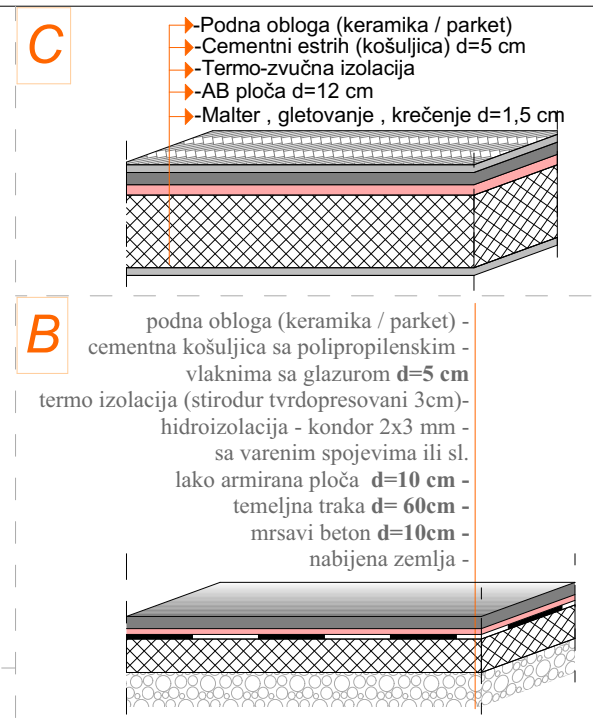 C
-Podna obloga (keramika / parket)
-Cementni estrih (košuljica) d=5 cm
-Termo-zvučna izolacija
-AB ploča d=12 cm
-Malter , gletovanje , krečenje d=1,5 cm
B
podna obloga (keramika / parket) -
cementna košuljica sa polipropilenskim -
vlaknima sa glazurom d=5 cm
termo izolacija (stirodur tvrdopresovani 3cm)-
hidroizolacija - kondor 2x3 mm -
sa varenim spojevima ili sl.
lako armirana ploča d=10 cm -
temeljna traka d= 60cm -
mrsavi beton d=10cm -
nabijena zemlja -